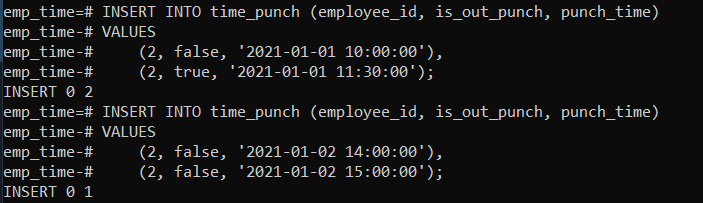 emp_time=# INSERT INTO time_punch (employee_id, is_out_punch, punch_time)
emp_time-# VALUES
emp_time-#     (2, false, '2021-01-01 10:00:00'),
emp_time-#     (2, true, '2021-01-01 11:30:00');
INSERT 0 2
emp_time=# INSERT INTO time_punch (employee_id, is_out_punch, punch_time)
emp_time-# VALUES
emp_time-#     (2, false, '2021-01-02 14:00:00'),
emp_time-#     (2, false, '2021-01-02 15:00:00');
INSERT 0 1